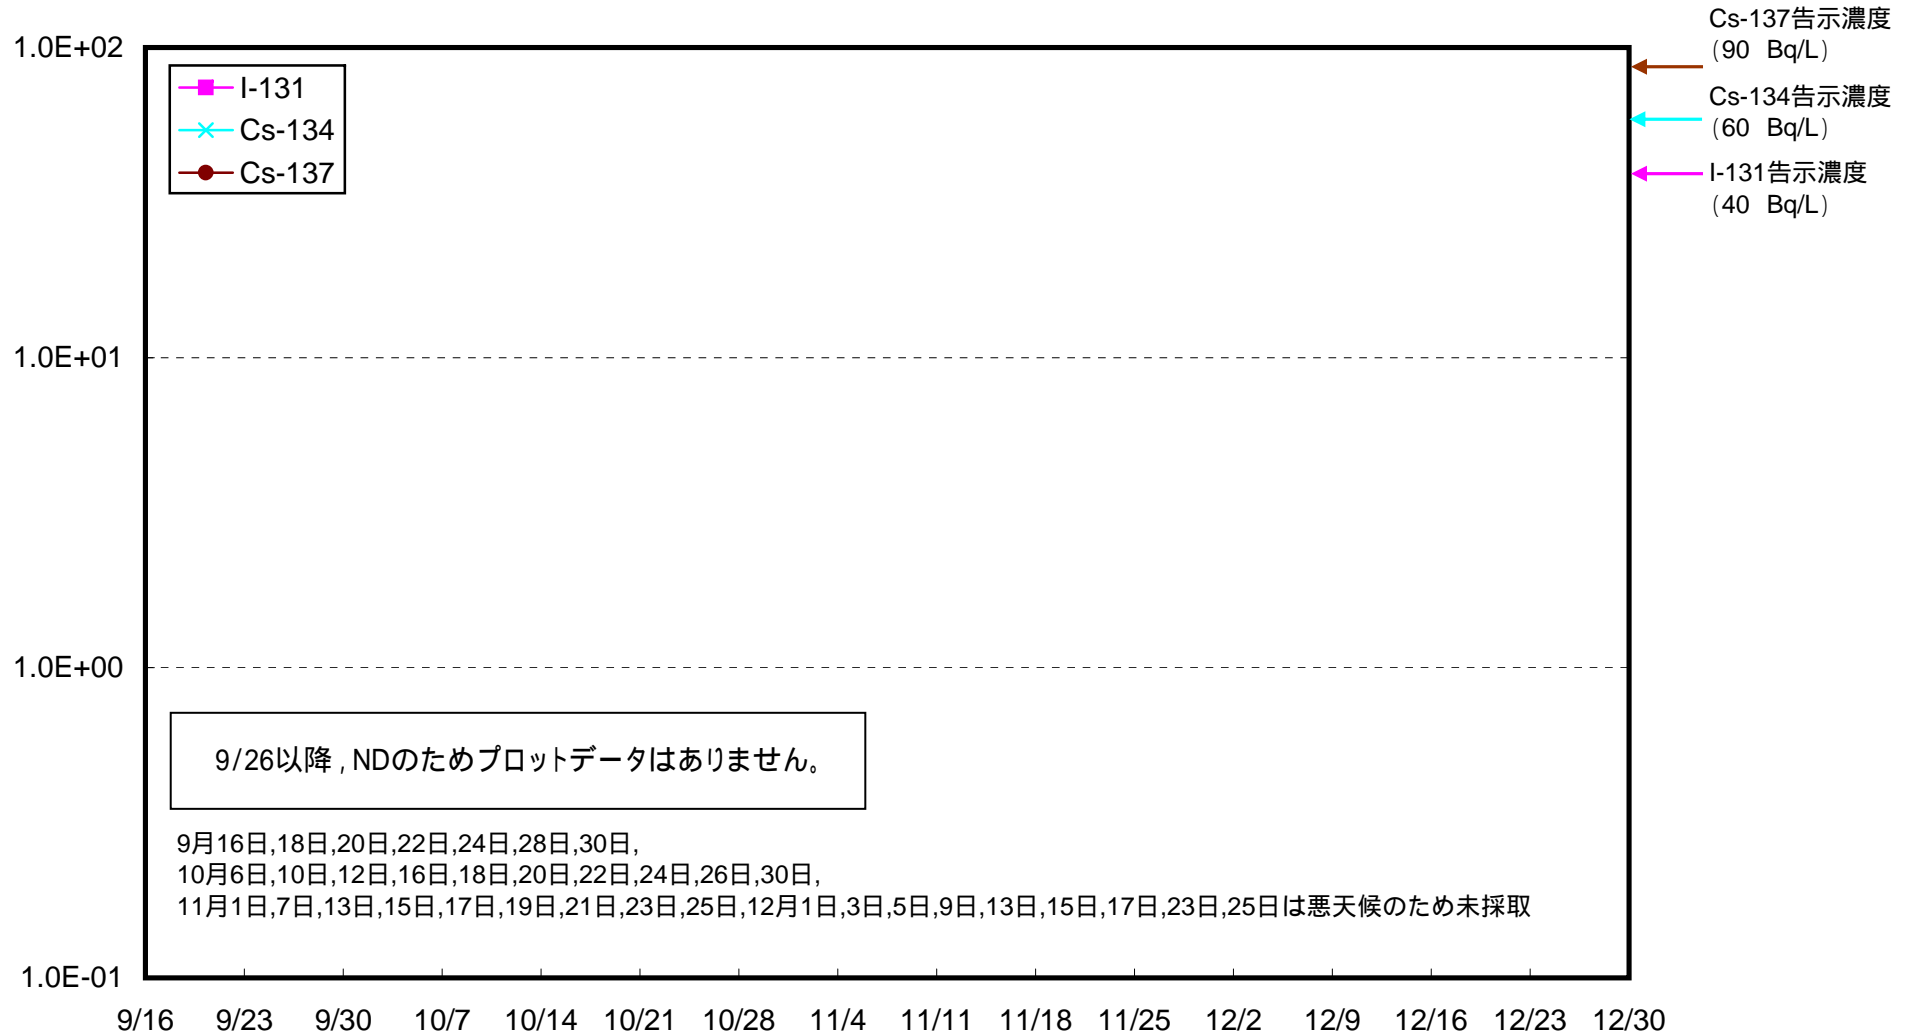 Cs-137告示濃度
(90 Bq/L)
Cs-134告示濃度
(60 Bq/L)
I-131告示濃度
(40 Bq/L)
1.0E+02
1.0E+01
1.0E+00
1.0E-01
I-131
Cs-134
Cs-137
9/26以降,NDのためプロットデータはありません。
9月16日,18日,20日,22日,24日,28日,30日,
10月6日,10日,12日,16日,18日,20日,22日,24日,26日,30日,
11月1日,7日,13日,15日,17日,19日,21日,23日,25日,12月1日,3日,5日,9日,13日,15日,17日,23日,25日は悪天候のため未採取
9/16 9/23 9/30 10/7 10/14 10/21 10/28 11/4 11/11 11/18 11/25 12/2 12/9 12/16 12/23 12/30